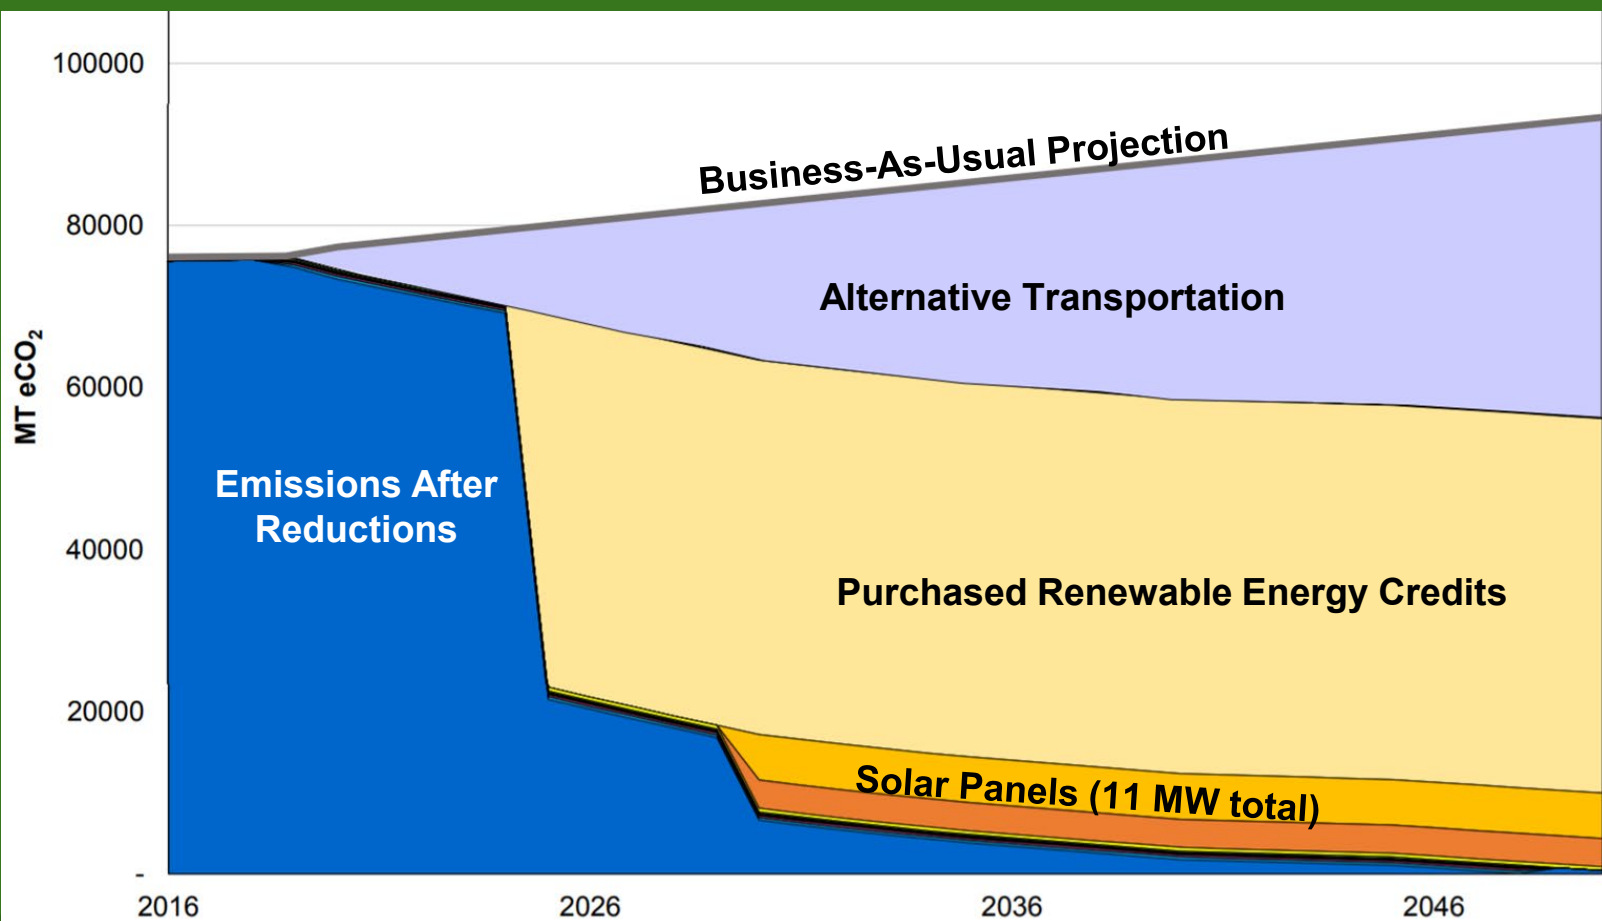 100000
Business-As-Usual Projection
80000
Alternative Transportation
MT eCO₂
60000
Emissions After
Reductions
40000
Purchased Renewable Energy Credits
20000
Solar Panels (11 MW total)
-
2016 2026 2036 2046